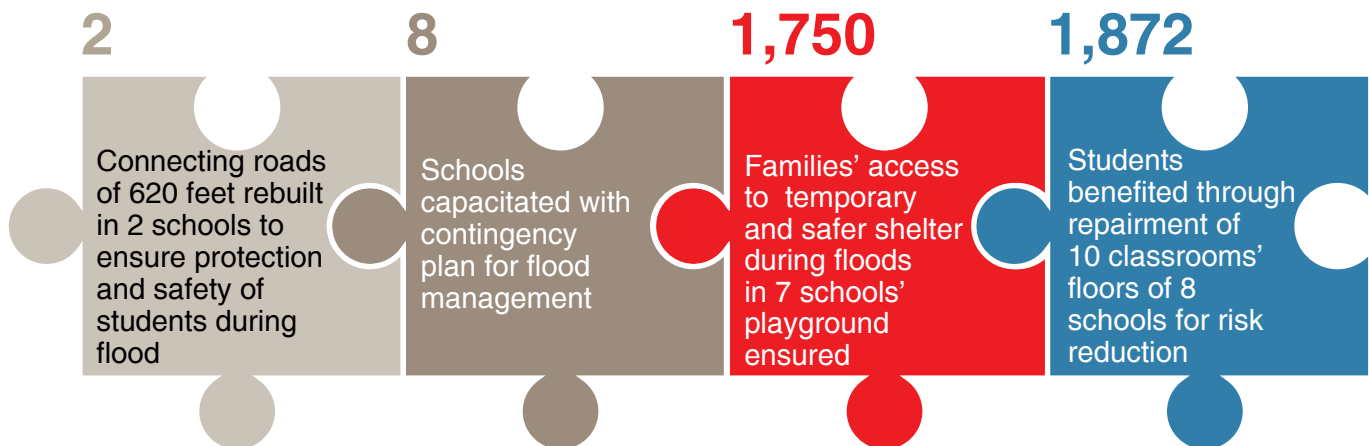 2
Connecting roads
of 620 feet rebuilt
in 2 schools to
ensure protection
and safety of
students during
flood
8
Schools
capacitated with
contingency
plan for flood
management
1,750
Families’ access
to temporary
and safer shelter
during floods
in 7 schools’
playground
ensured
1,872
Students
benefited through
repairment of
10 classrooms’
floors of 8
schools for risk
reduction